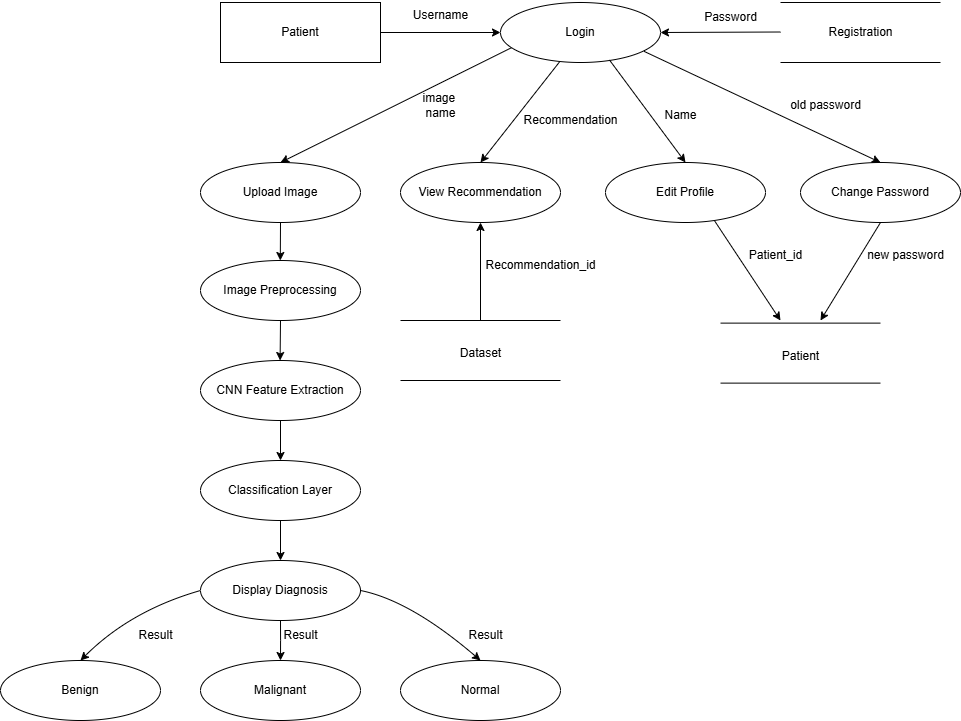 Patient
Username
Login
Password
Registration
image
name
Recommendation
Name
old password
Upload Image
View Recommendation
Edit Profile
Change Password
Recommendation_id
Patient_id
new password
Image Preprocessing
Dataset
Patient
CNN Feature Extraction
Classification Layer
Display Diagnosis
Result
Result
Result
Benign
Malignant
Normal